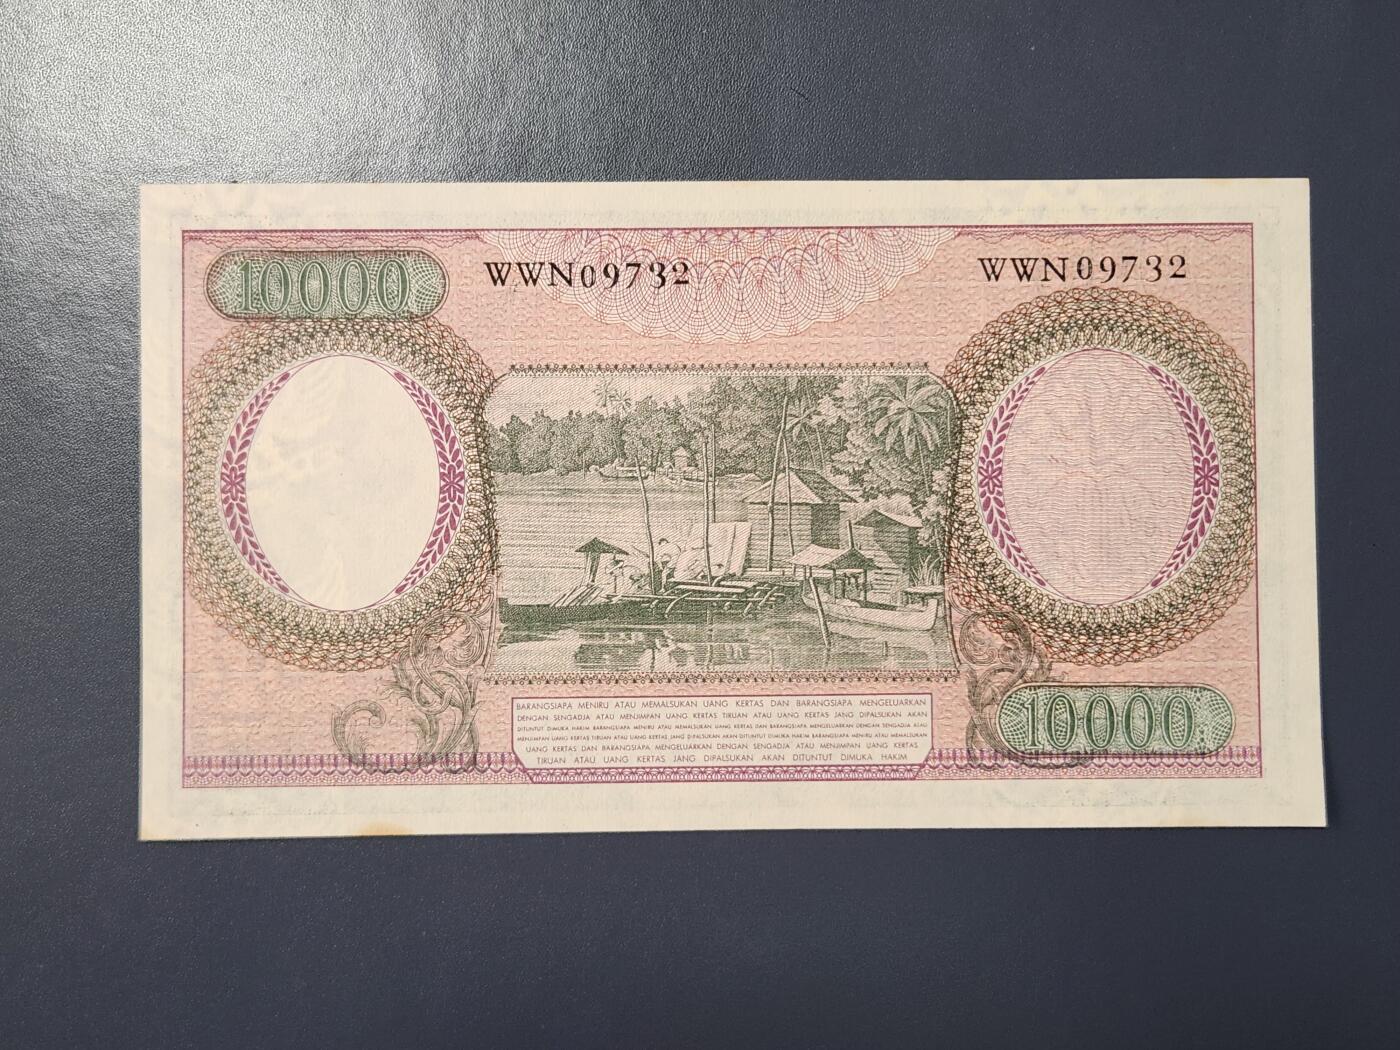 10000
WWN09732
WWN09732
BARANGSIAPA MENIRU ATAU MEMALSUKAN UANG KERTAS DAN BARANGSIAPA MENGELUARKAN
DENGAN SENGADJA ATAU MENJIMPAN UANG KERTAS TIRUAN ATAU UANG KERTAS JANG DIPALSUKAN AKAN
DITUNTUT DIMUKA HAKIM BARANGSIAPA MENIRU ATAU MEMALSUKAN UANG KERTAS DAN BARANGSIAPA MENGELUARKAN DENGAN SENGADJA ATAU
MENJIMPAN UANG KERTAS TIRUAN ATAU UANG KERTAS JANG DIPALSUKAN AKAN DITUNTUT DIMUKA HAKIM BARANGSIAPA MENIRU ATAU MEMALSUKAN
UANG KERTAS DAN BARANGSIAPA MENGELUARKAN DENGAN SENGADJA ATAU MENJIMPAN UANG KERTAS
TIRUAN ATAU UANG KERTAS JANG DIPALSUKAN AKAN DITUNTUT DIMUKA HAKIM
10000